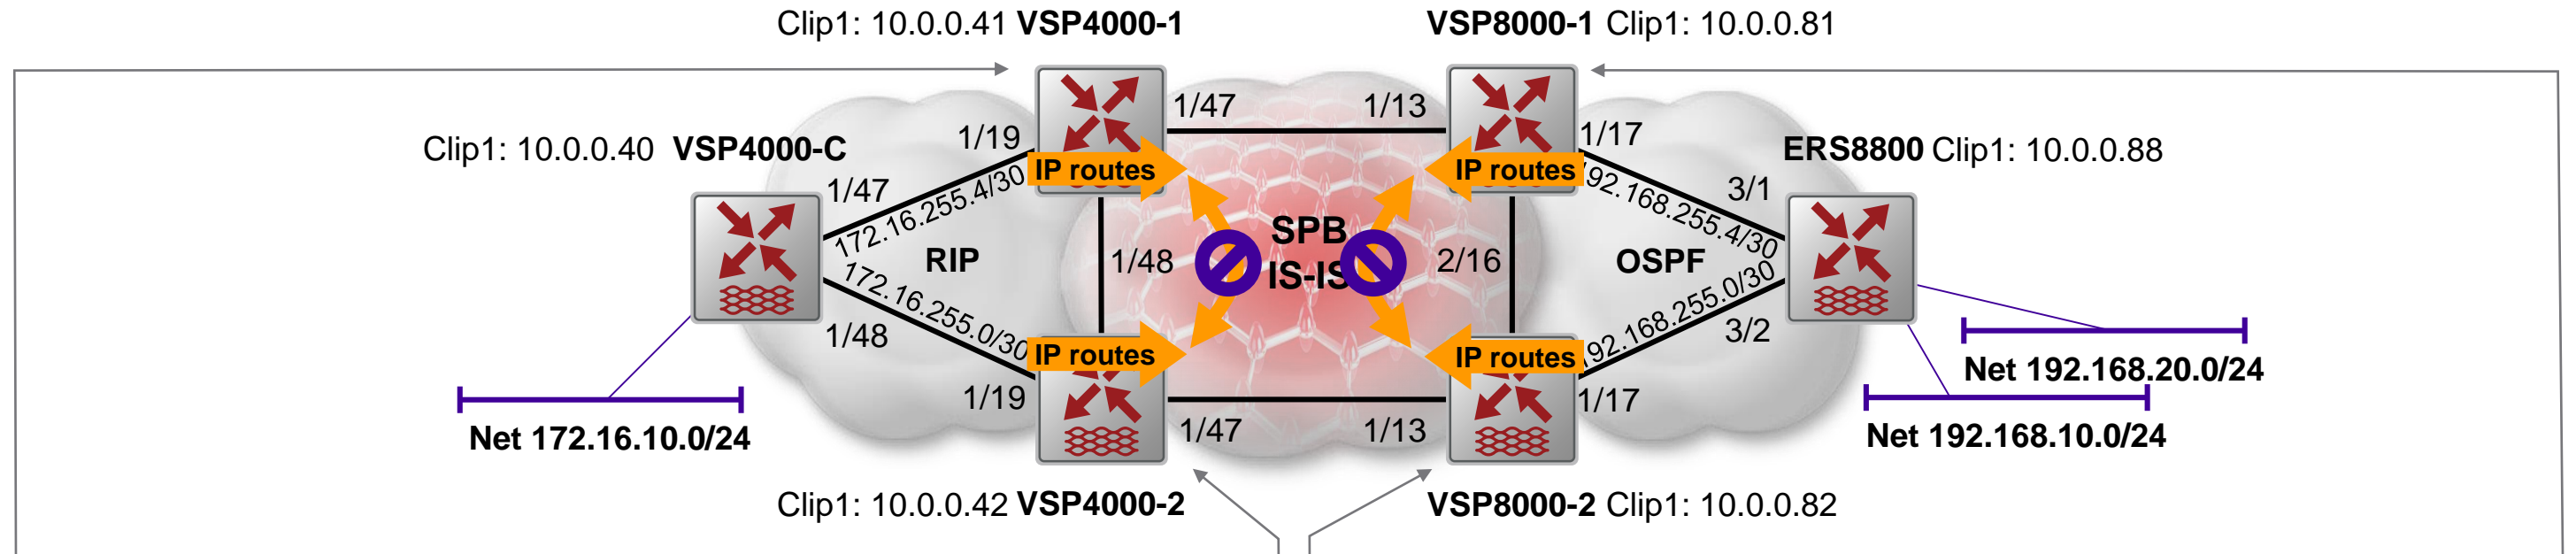 Clip1: 10.0.0.41 VSP4000-1
VSP8000-1 Clip1: 10.0.0.81
1/47
1/13
1/19
1/17
Clip1: 10.0.0.40 VSP4000-C
ERS8800 Clip1: 10.0.0.88
IP routes
IP routes
1/47
172.16.255.4/30
92.168.255.4/30
3/1
RIP
1/48
SPB
IS-IS
2/16
OSPF
172.16.255.0/30
92.168.255.0/30
1/48
3/2
IP routes
IP routes
Net 192.168.20.0/24
1/19
1/17
Net 172.16.10.0/24
1/47
1/13
Net 192.168.10.0/24
Clip1: 10.0.0.42 VSP4000-2
VSP8000-2 Clip1: 10.0.0.82